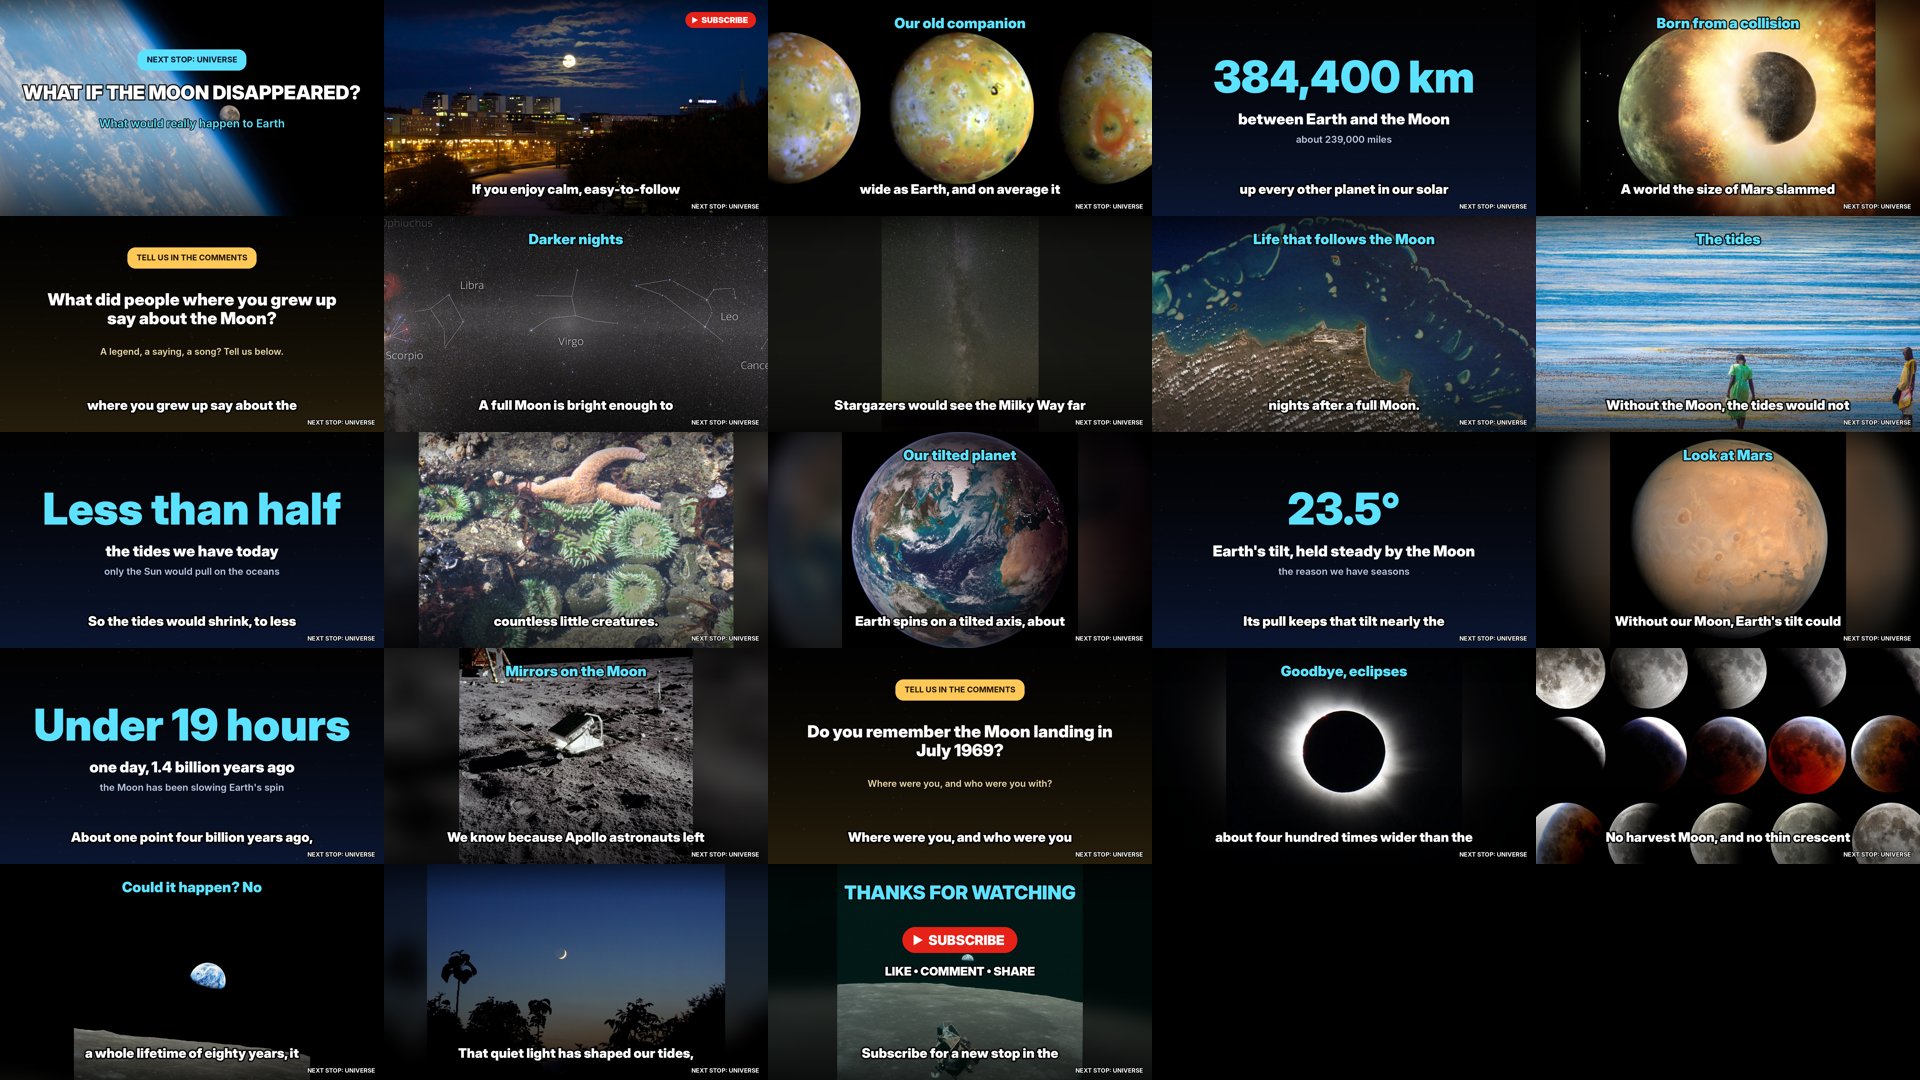 NEXT STOP: UNIVERSE
WHAT IF THE MOON DISAPPEARED?
What would really happen to Earth
SUBSCRIBE
If you enjoy calm, easy-to-follow
NEXT STOP: UNIVERSE
Our old companion
wide as Earth, and on average it
NEXT STOP: UNIVERSE
384,400 km
between Earth and the Moon
about 239,000 miles
up every other planet in our solar
NEXT STOP: UNIVERSE
Born from a collision
A world the size of Mars slammed
NEXT STOP: UNIVERSE
TELL US IN THE COMMENTS
What did people where you grew up
say about the Moon?
A legend, a saying, a song? Tell us below.
where you grew up say about the
NEXT STOP: UNIVERSE
Ophiuchus
Darker nights
Libra
Leo
Virgo
Scorpio
Cance
A full Moon is bright enough to
NEXT STOP: UNIVERSE
Stargazers would see the Milky Way far
NEXT STOP: UNIVERSE
Life that follows the Moon
nights after a full Moon.
NEXT STOP: UNIVERSE
The tides
Without the Moon, the tides would not
NEXT STOP: UNIVERSE
Less than half
the tides we have today
only the Sun would pull on the oceans
So the tides would shrink, to less
NEXT STOP: UNIVERSE
countless little creatures.
NEXT STOP: UNIVERSE
Our tilted planet
Earth spins on a tilted axis, about
NEXT STOP: UNIVERSE
23.5°
Earth's tilt, held steady by the Moon
the reason we have seasons
Its pull keeps that tilt nearly the
NEXT STOP: UNIVERSE
Look at Mars
Without our Moon, Earth's tilt could
NEXT STOP: UNIVERSE
Under 19 hours
one day, 1.4 billion years ago
the Moon has been slowing Earth's spin
About one point four billion years ago,
NEXT STOP: UNIVERSE
Mirrors on the Moon
We know because Apollo astronauts left
NEXT STOP: UNIVERSE
TELL US IN THE COMMENTS
Do you remember the Moon landing in
July 1969?
Where were you, and who were you with?
Where were you, and who were you
NEXT STOP: UNIVERSE
Goodbye, eclipses
about four hundred times wider than the
NEXT STOP: UNIVERSE
No harvest Moon, and no thin crescent
NEXT STOP: UNIVERSE
Could it happen? No
a whole lifetime of eighty years, it
NEXT STOP: UNIVERSE
That quiet light has shaped our tides,
NEXT STOP: UNIVERSE
THANKS FOR WATCHING
SUBSCRIBE
LIKE • COMMENT • SHARE
Subscribe for a new stop in the
NEXT STOP: UNIVERSE